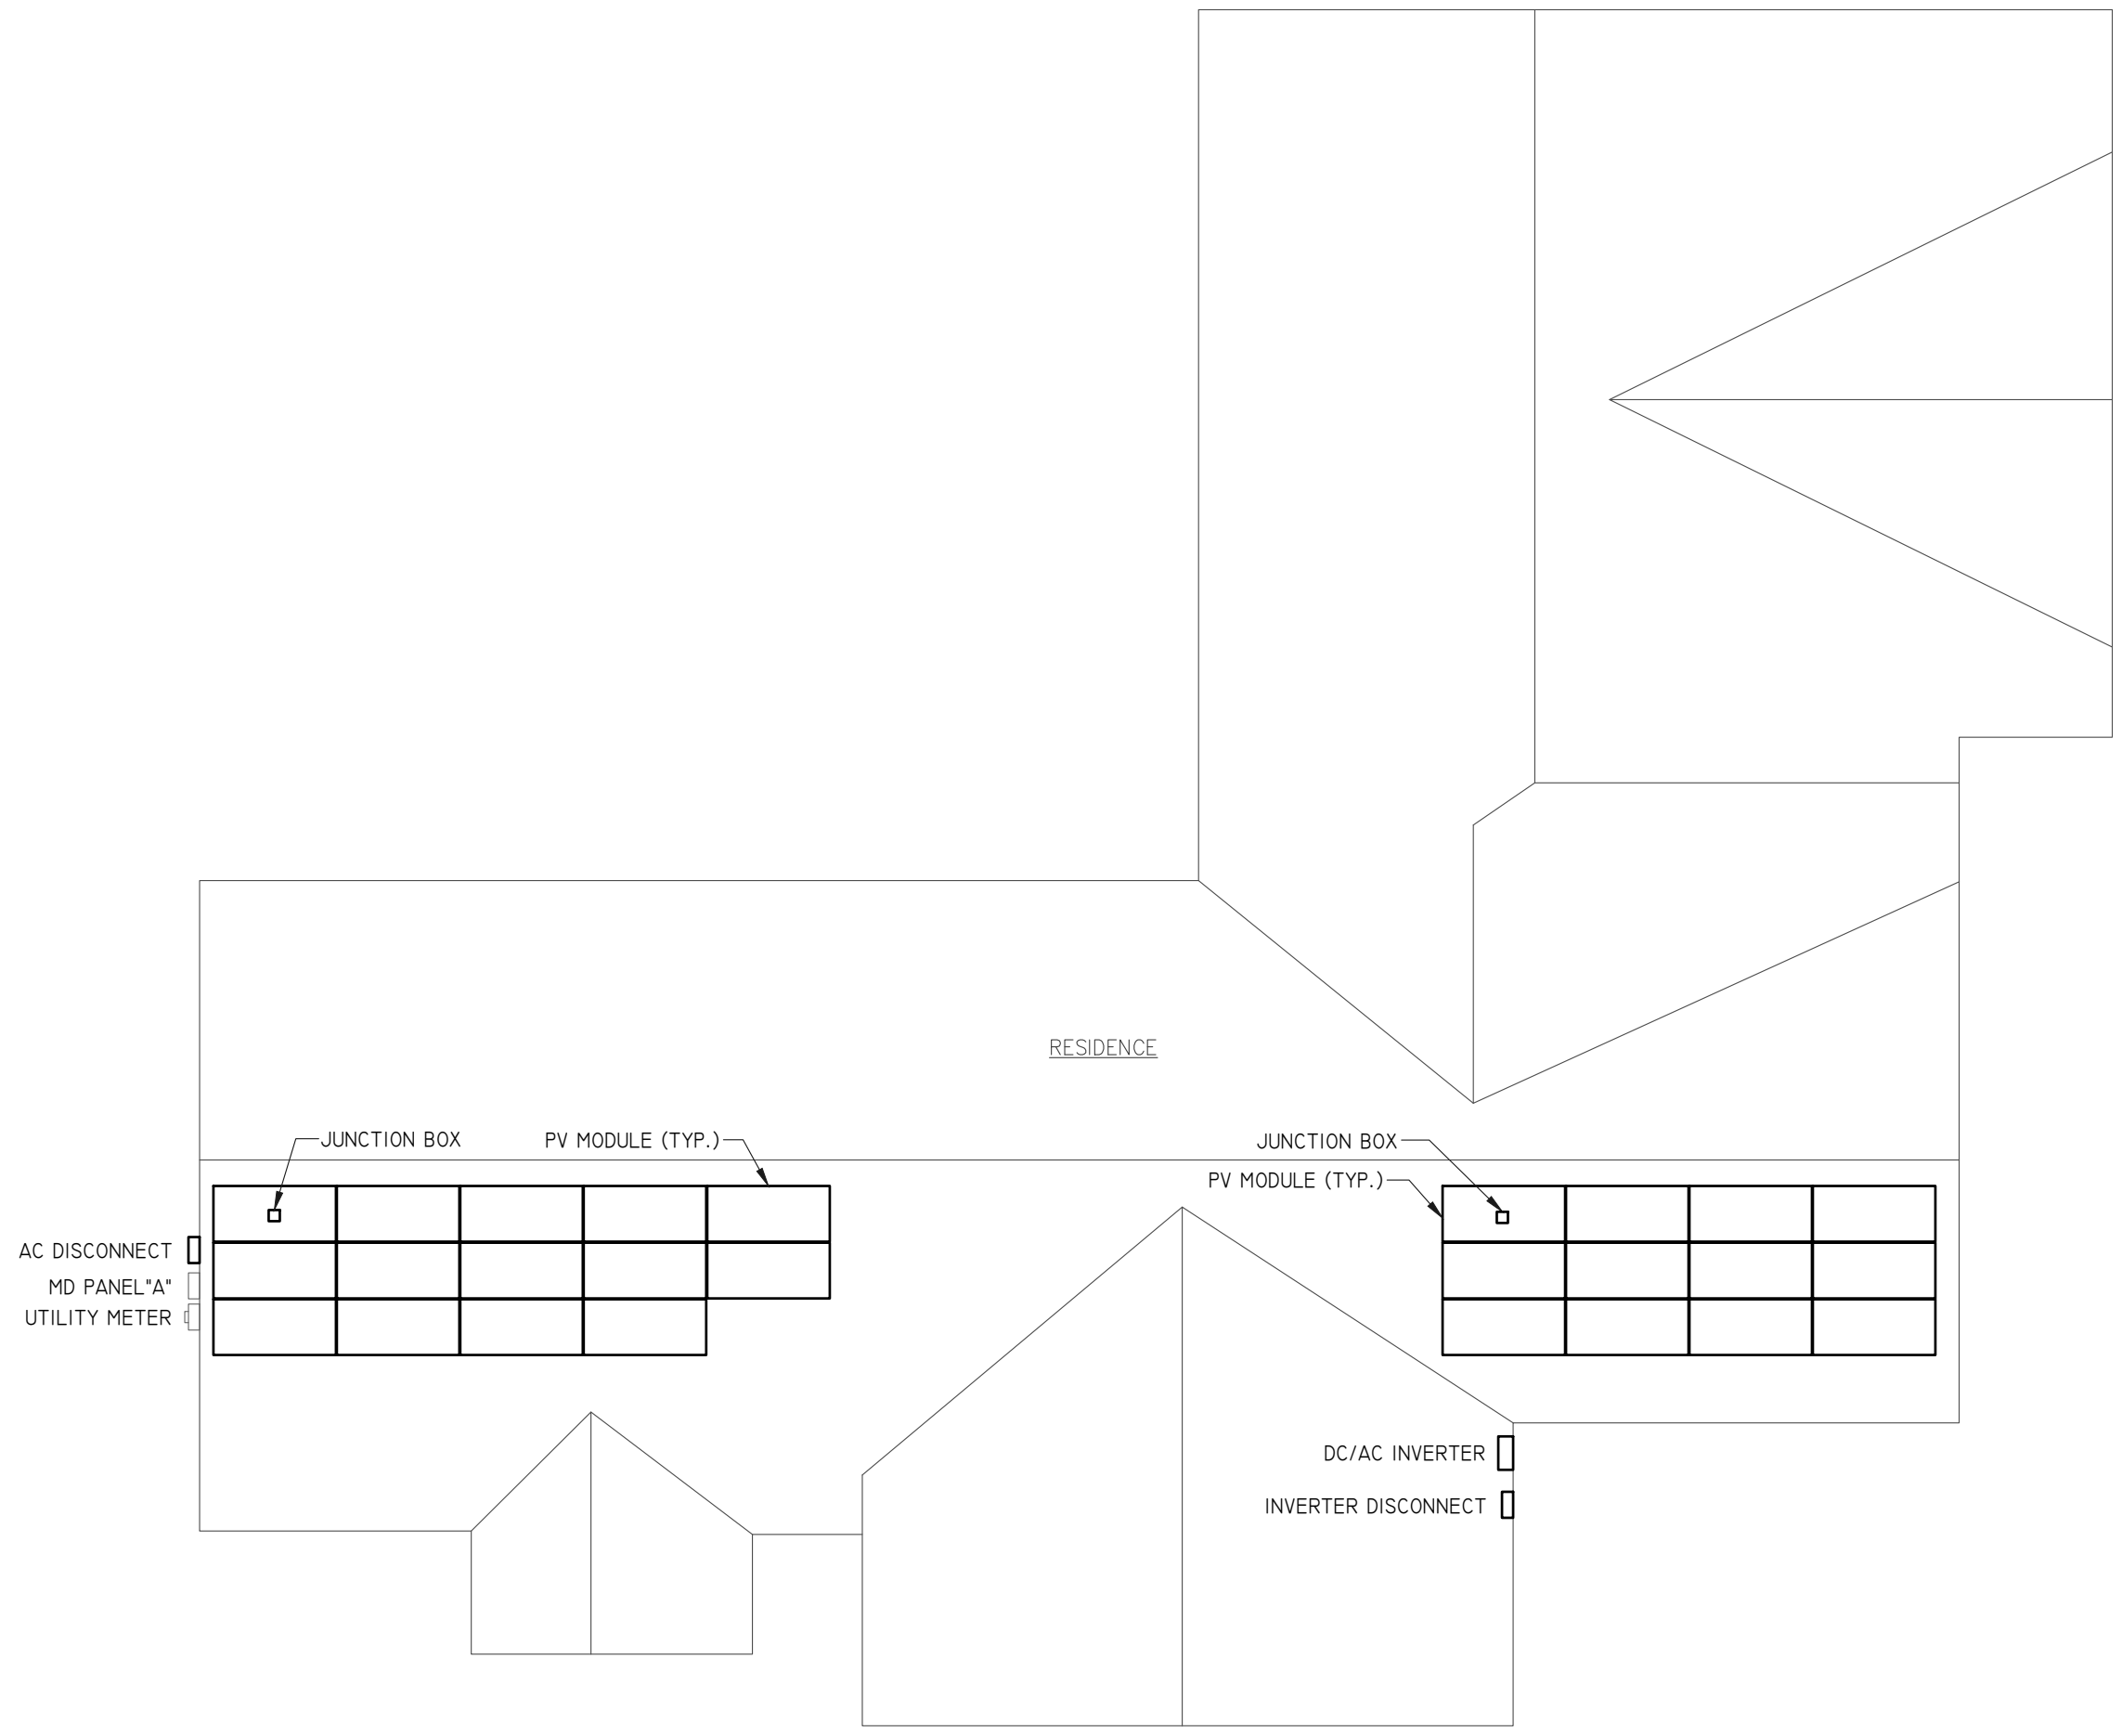 RESIDENCE
JUNCTION BOX
PV MODULE (TYP.)
JUNCTION BOX
PV MODULE (TYP.)
AC DISCONNECT
MD PANEL"A"
UTILITY METER
DC/AC INVERTER
INVERTER DISCONNECT